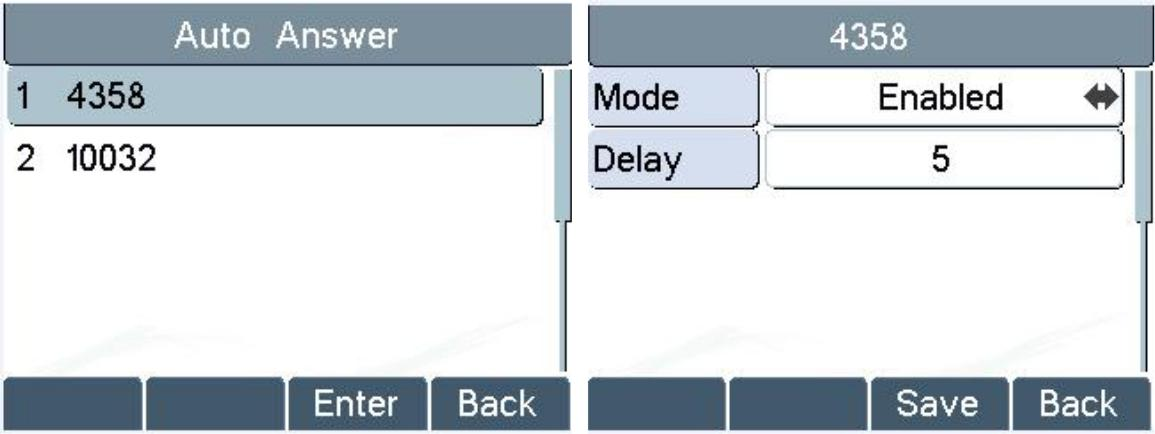 Auto Answer
1 4358
2 10032
Enter Back
4358
Mode Enabled
Delay 5
Save Back